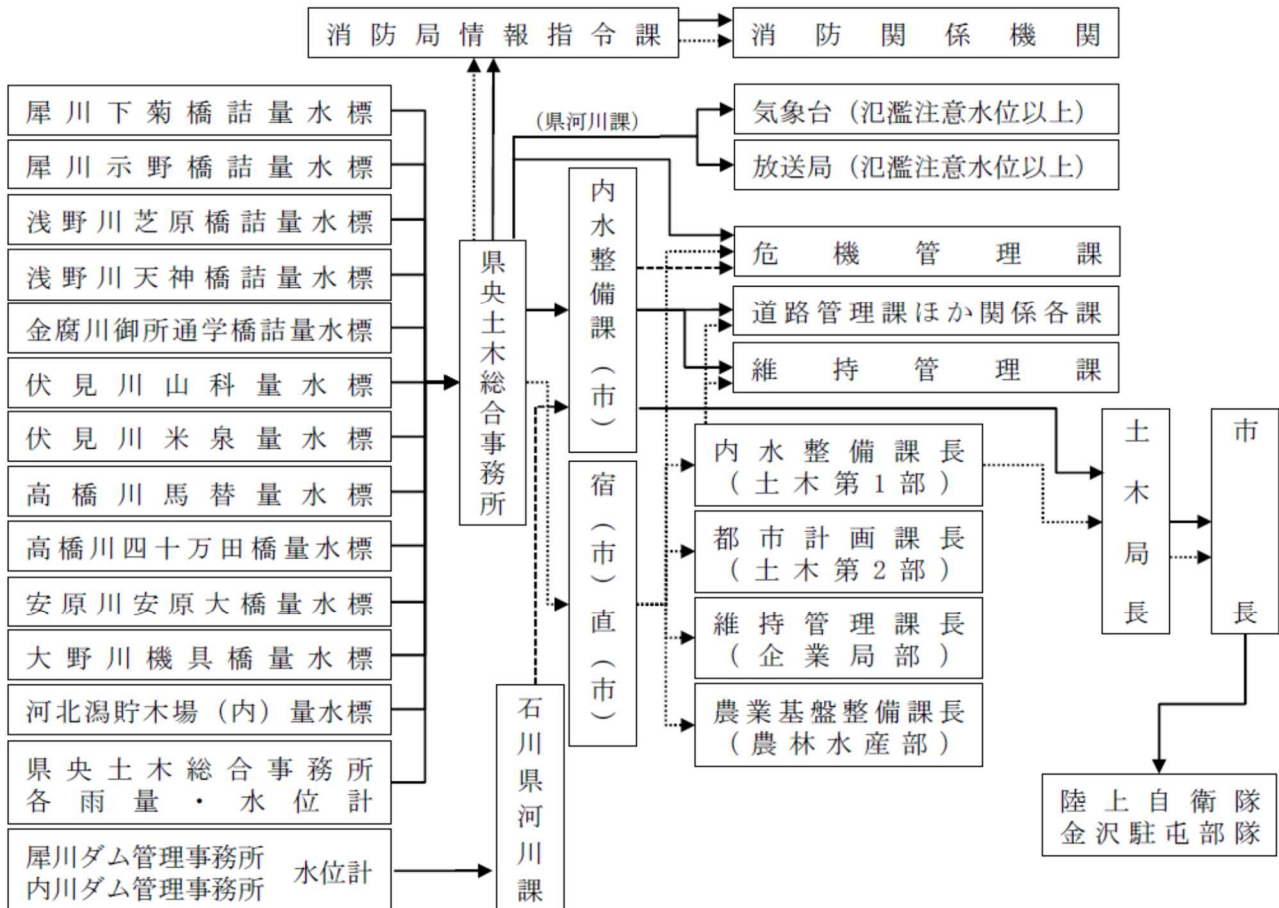 消防局情報指令課
消防関係機関
犀川下菊橋詰量水標
犀川示野橋詰量水標
浅野川芝原橋詰量水標
浅野川天神橋詰量水標
金腐川御所通学橋詰量水標
伏見川山科量水標
伏見川米泉量水標
高橋川馬替量水標
高橋川四十万田橋量水標
安原川安原大橋量水標
大野川機具橋量水標
河北潟貯木場（内）量水標
県央土木総合事務所
各雨量・水位計
犀川ダム管理事務所
内川ダム管理事務所
水位計
県央土木総合事務所
石川県河川課
(県河川課)
内水整備課（市）
宿（市）直（市）
気象台（氾濫注意水位以上）
放送局（氾濫注意水位以上）
危機管理課
道路管理課ほか関係各課
維持管理課
内水整備課長
(土木第1部)
都市計画課長
(土木第2部)
維持管理課長
(企業局部)
農業基盤整備課長
(農林水産部)
土木局長
市長
陸上自衛隊
金沢駐屯部隊